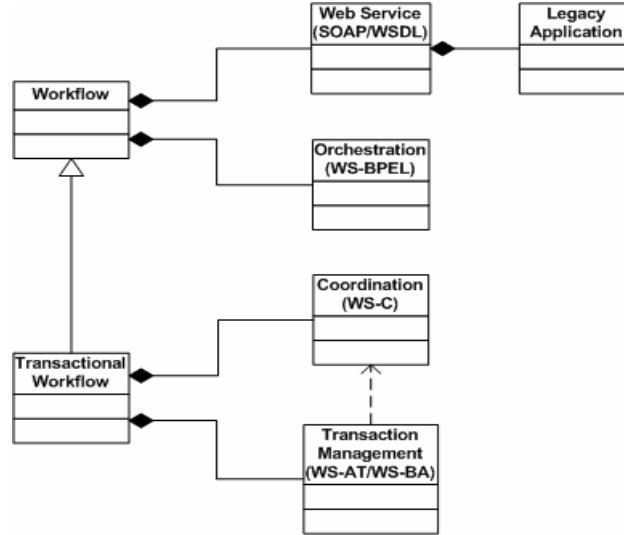 Web Service
(SOAP/WSDL)
Legacy
Application
Workflow
Orchestration
(WS-BPEL)
Coordination
(WS-C)
Transactional
Workflow
Transaction
Management
(WS-AT/WS-BA)